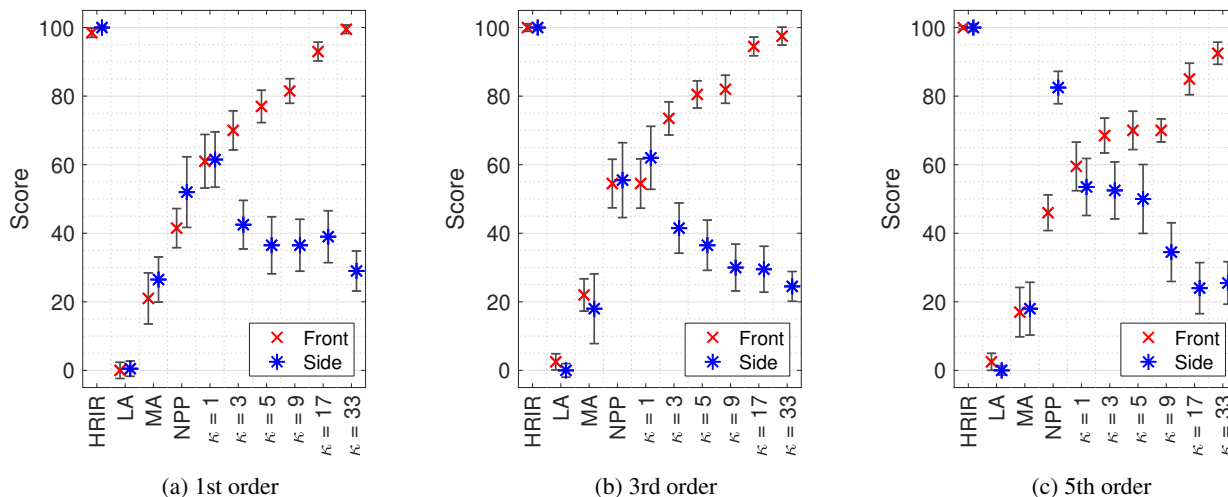 100
80
60
40
20
0
Score
Front
Side
HRIR
LA
MA
NPP
κ = 1
κ = 3
κ = 5
κ = 9
κ = 17
κ = 33
(a) 1st order
100
80
60
40
20
0
Score
Front
Side
HRIR
LA
MA
NPP
κ = 1
κ = 3
κ = 5
κ = 9
κ = 17
κ = 33
(b) 3rd order
100
80
60
40
20
0
Score
Front
Side
HRIR
LA
MA
NPP
κ = 1
κ = 3
κ = 5
κ = 9
κ = 17
κ = 33
(c) 5th order